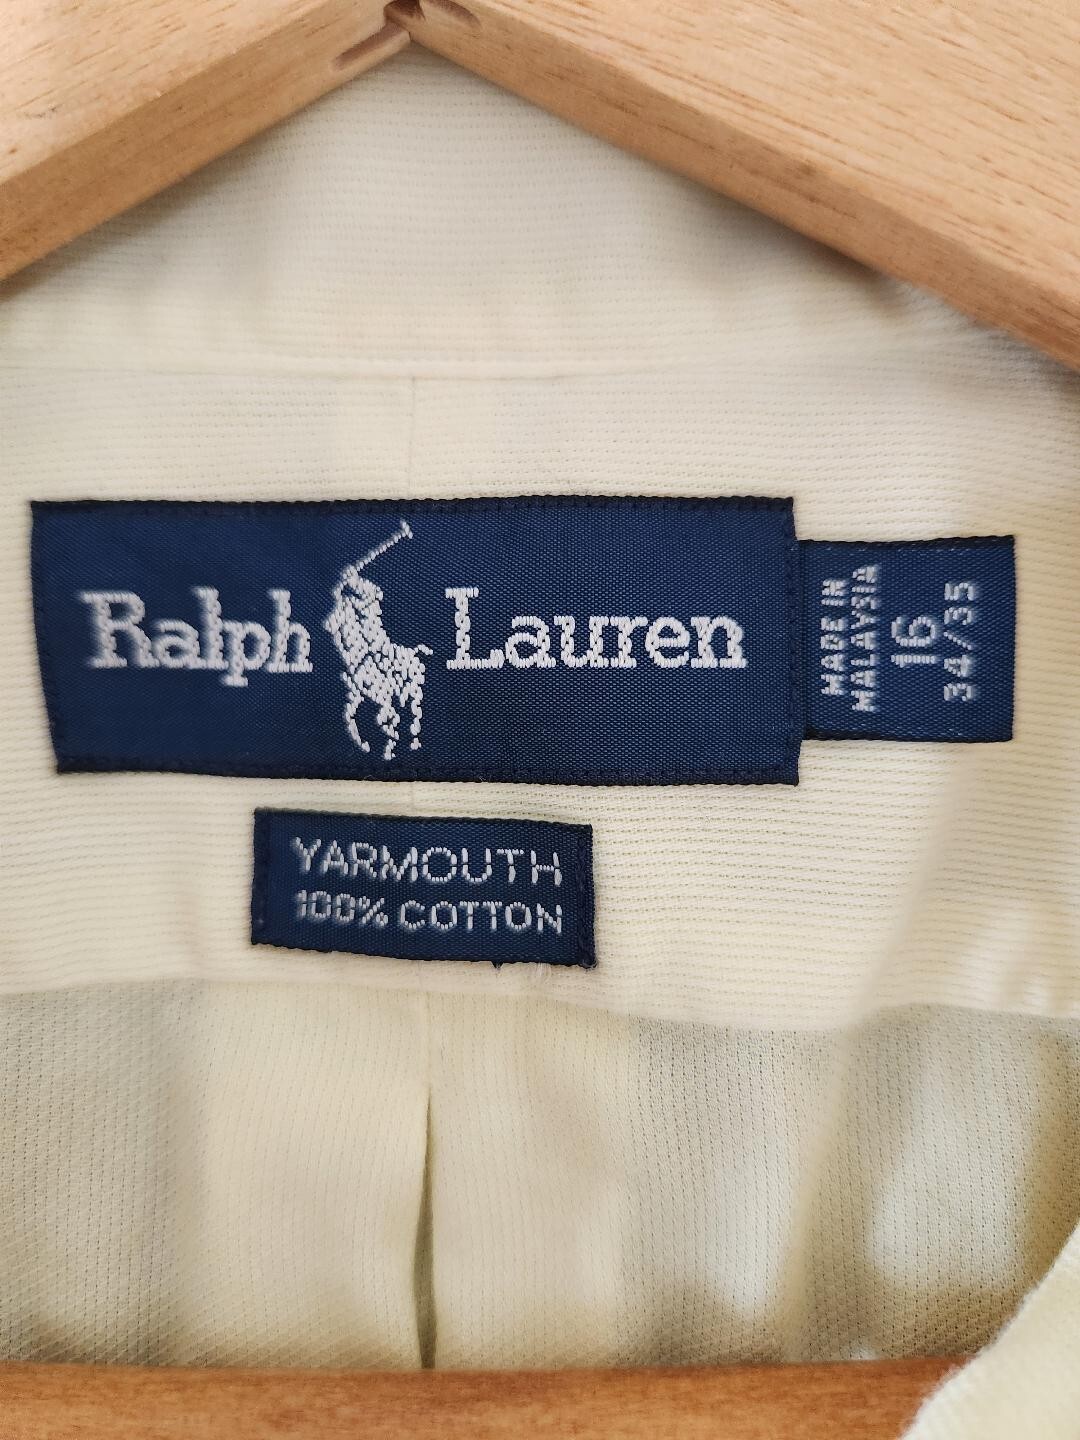 Ralph Lauren
MADE IN
MALAYSIA
16
34/35
YARMOUTH
100% COTTON